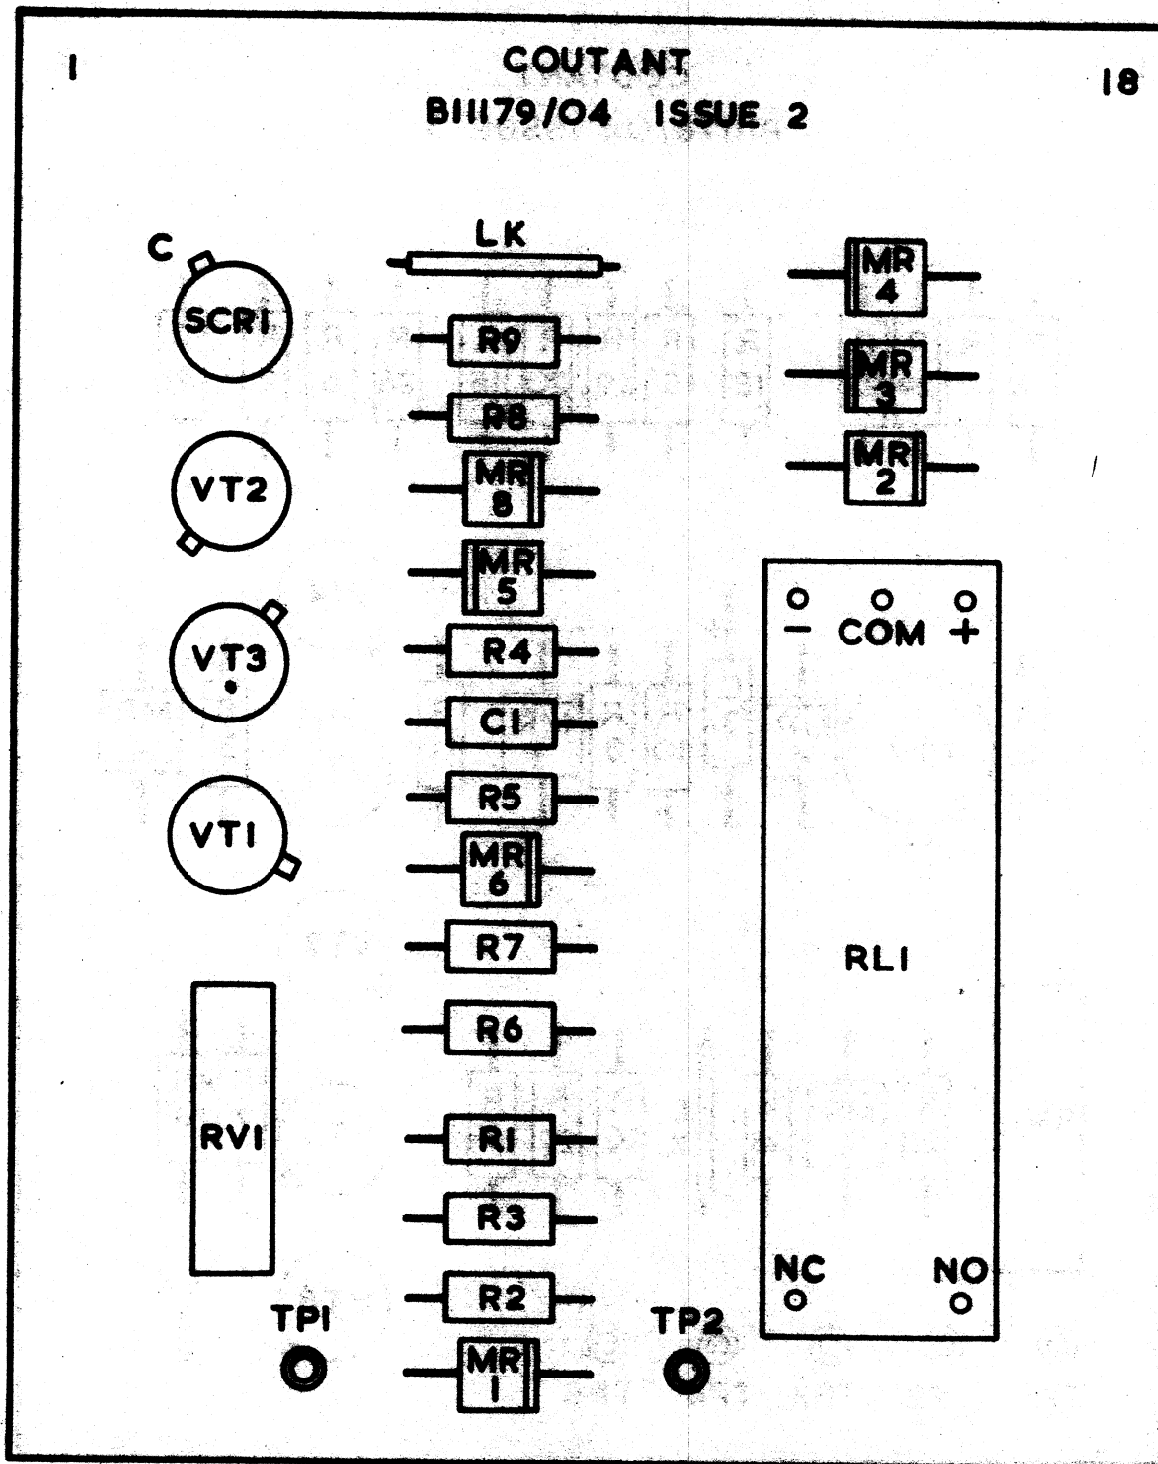 1
COUTANT
18
B11179/04 ISSUE 2
C
LK
SCR1
R9
MR
4
MR
3
R8
MR
2
VT2
MR
8
MR
5
- COM +
VT3
R4
C1
VT1
R5
MR
6
R7
RL1
R6
RV1
R1
R3
NC NO
R2
TP1
TP2
MR
1